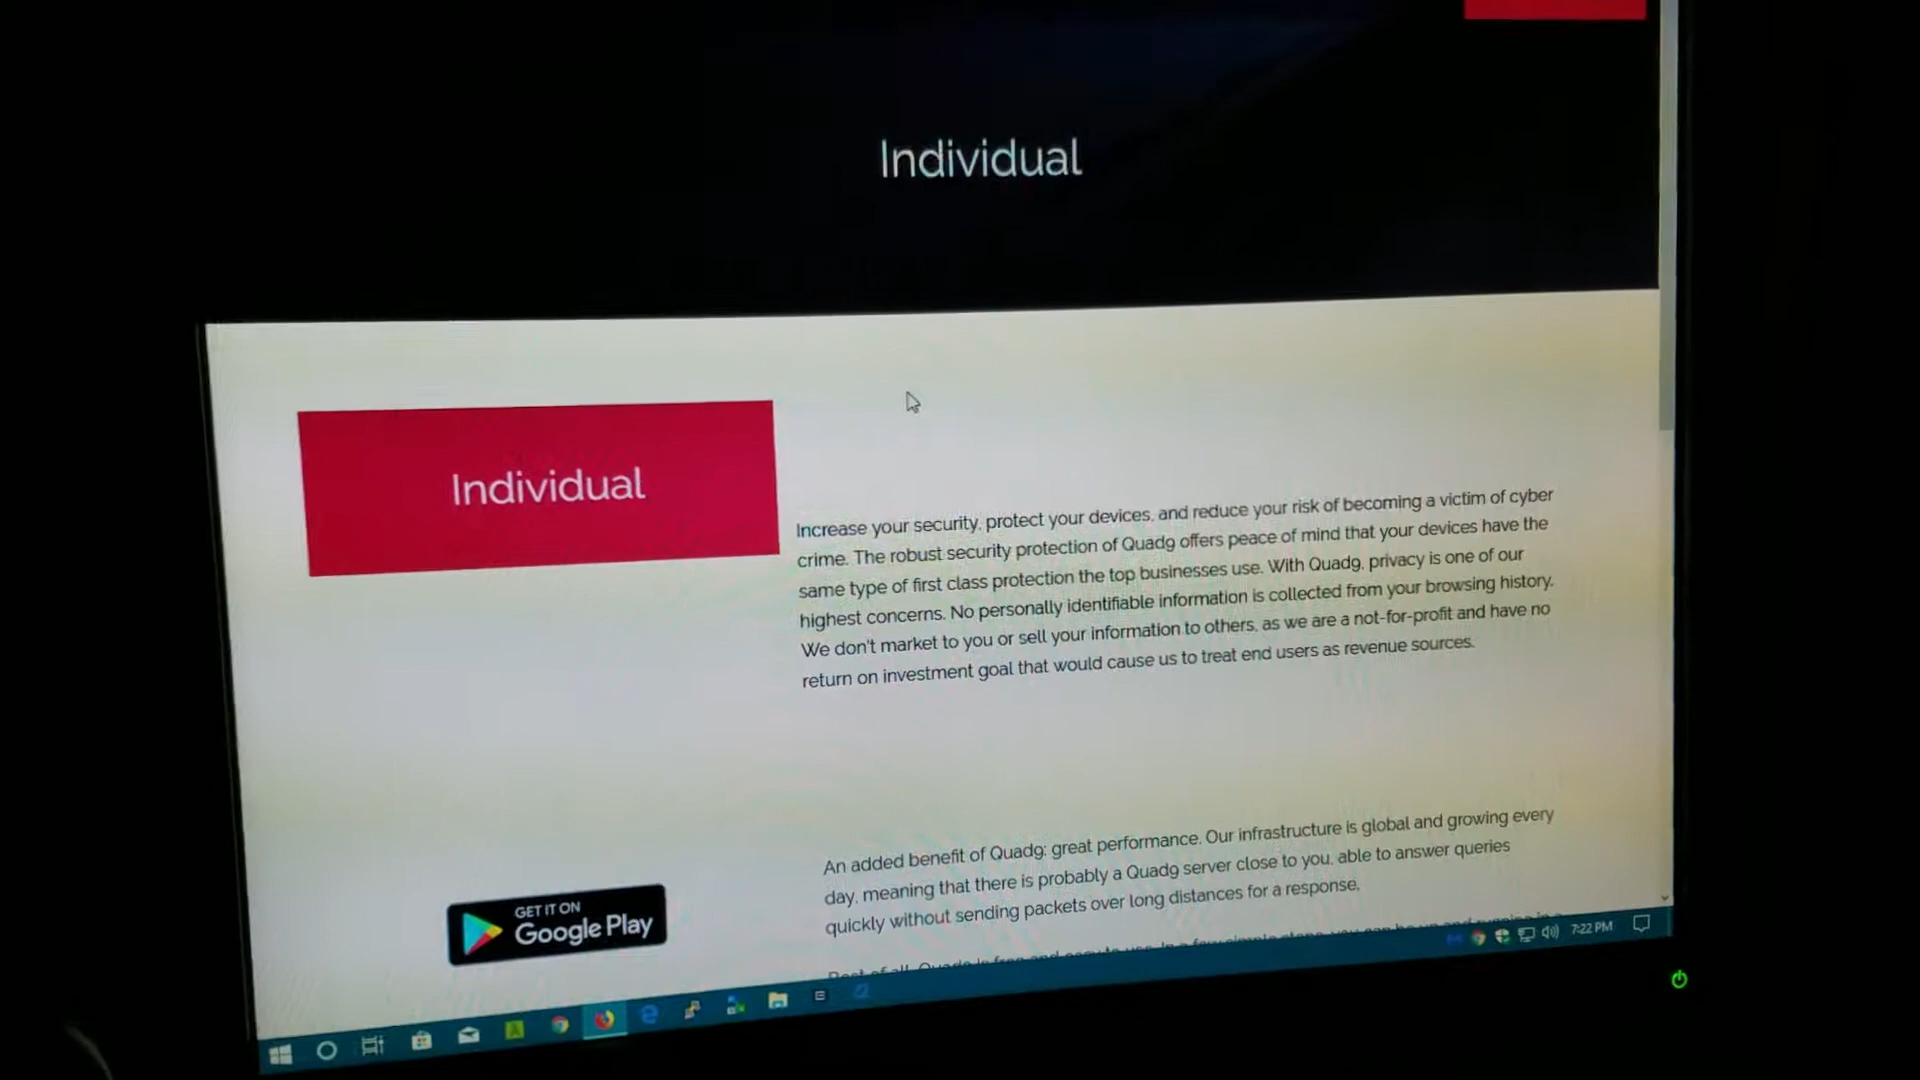 Individual
Individual
Increase your security, protect your devices, and reduce your risk of becoming a victim of cyber
crime. The robust security protection of Quad9 offers peace of mind that your devices have the
same type of first class protection the top businesses use. With Quad9, privacy is one of our
highest concerns. No personally identifiable information is collected from your browsing history.
We don't market to you or sell your information to others, as we are a not-for-profit and have no
return on investment goal that would cause us to treat end users as revenue sources.
An added benefit of Quad9: great performance. Our infrastructure is global and growing every
day, meaning that there is probably a Quad9 server close to you, able to answer queries
quickly without sending packets over long distances for a response.
GET IT ON
Google Play
7:22 PM